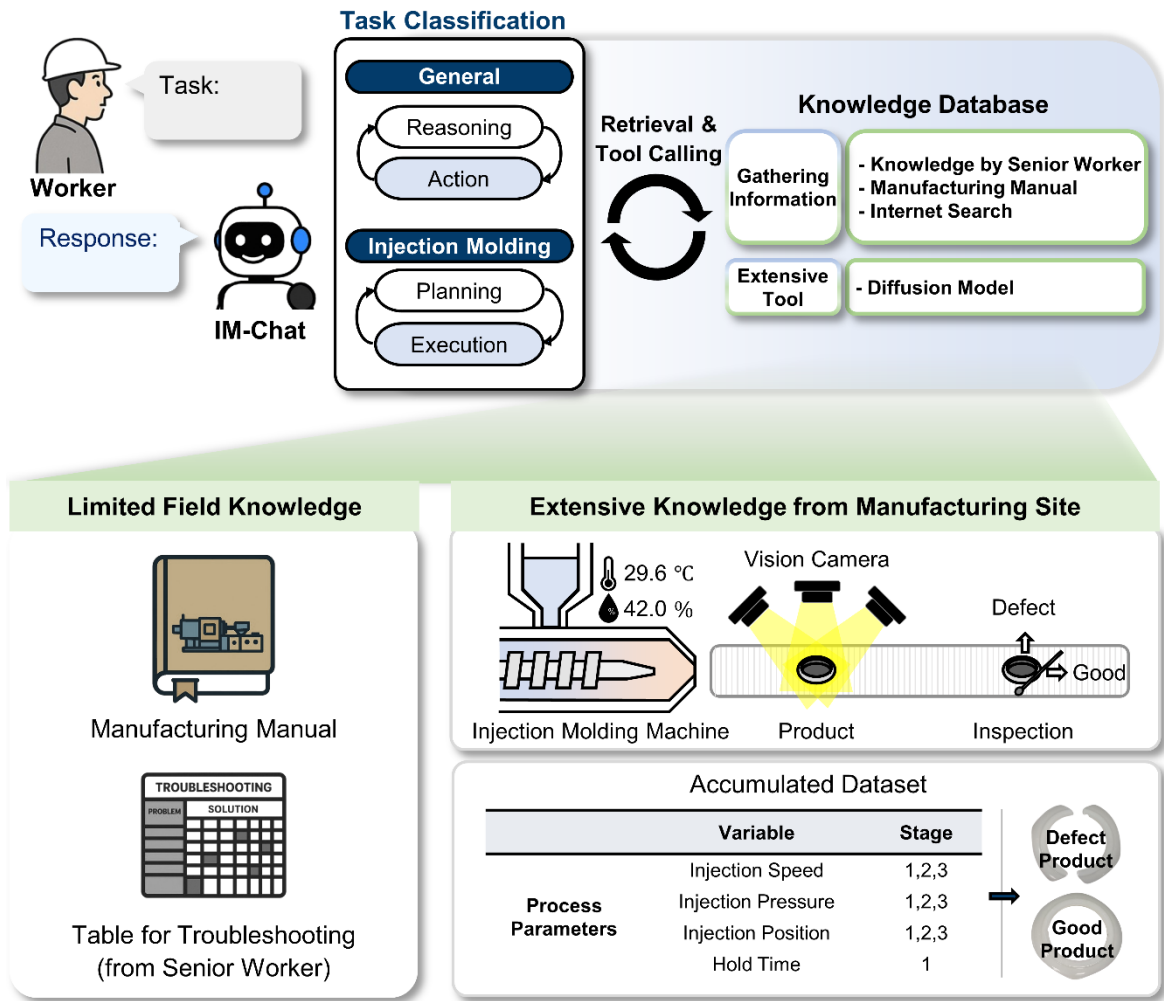 Task Classification
Task:
Worker
Response:
IM-Chat
General
Reasoning
Action
Injection Molding
Planning
Execution
Retrieval &
Tool Calling
Knowledge Database
Gathering
Information
- Knowledge by Senior Worker
- Manufacturing Manual
- Internet Search
Extensive
Tool
- Diffusion Model
Limited Field Knowledge
Manufacturing Manual
TROUBLESHOOTING
PROBLEM
SOLUTION
Table for Troubleshooting
(from Senior Worker)
Extensive Knowledge from Manufacturing Site
29.6 ℃
%
42.0 %
Vision Camera
Defect
Good
Injection Molding Machine
Product
Inspection
Accumulated Dataset
Variable Stage
Process
Parameters
Injection Speed 1,2,3
Injection Pressure 1,2,3
Injection Position 1,2,3
Hold Time 1
Defect
Product
Good
Product